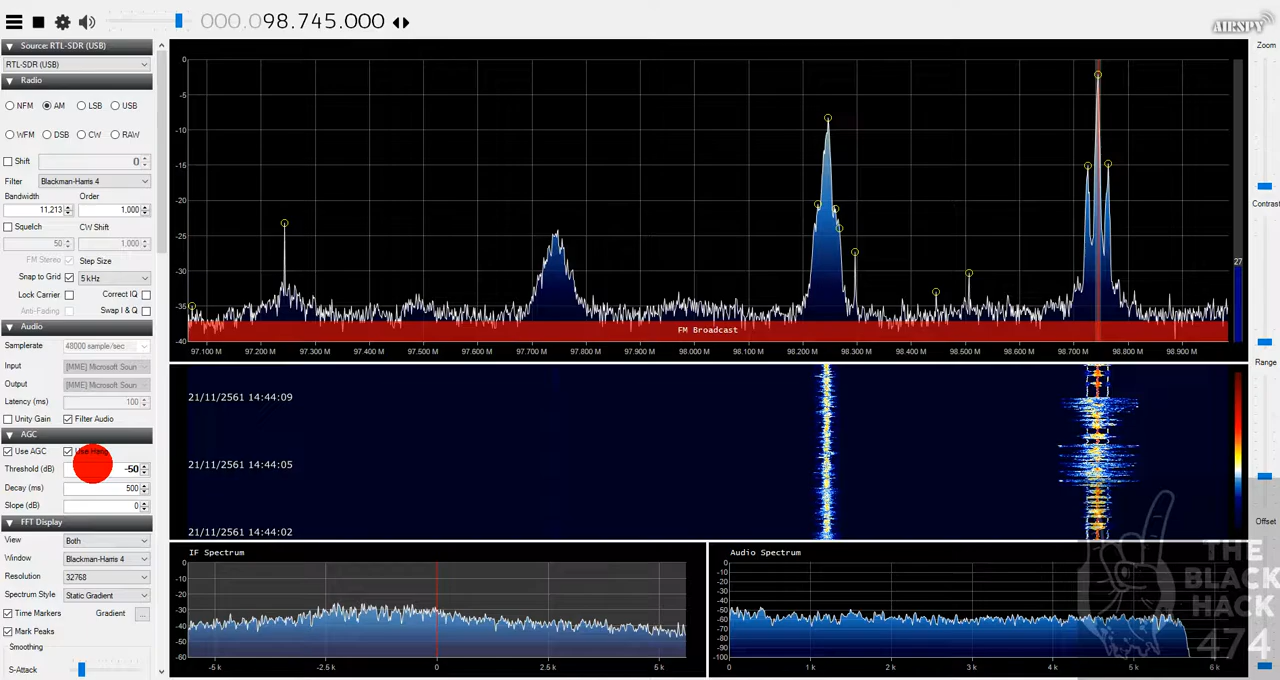 000.098.745.000
AIRSPY
Source: RTL-SDR (USB)
RTL-SDR (USB)
Radio
NFM AM LSB USB
WFM DSB CW RAW
Shift 0
Filter Blackman-Harris 4
Bandwidth Order
11,213 1,000
Squelch CW Shift
50 1,000
FM Stereo Step Size
Snap to Grid 5 kHz
Lock Carrier Correct IQ
Anti-Fading Swap I & Q
Audio
Samplerate 48000 sample/sec
Input [MME] Microsoft Soun
Output [MME] Microsoft Soun
Latency (ms) 100
Unity Gain Filter Audio
AGC
Use AGC Use Hang
Threshold (dB) -50
Decay (ms) 500
Slope (dB) 0
FFT Display
View Both
Window Blackman-Harris 4
Resolution 32768
Spectrum Style Static Gradient
Time Markers Gradient ...
Mark Peaks
Smoothing
S-Attack
0
-5
-10
-15
-20
-25
-30
-35
-40
FM Broadcast
97.100 M 97.200 M 97.300 M 97.400 M 97.500 M 97.600 M 97.700 M 97.800 M 97.900 M 98.000 M 98.100 M 98.200 M 98.300 M 98.400 M 98.500 M 98.600 M 98.700 M 98.800 M 98.900 M
27
21/11/2561 14:44:09
21/11/2561 14:44:05
21/11/2561 14:44:02
IF Spectrum
0
-10
-20
-30
-40
-50
-60
-5 k -2.5 k 0 2.5 k 5 k
Audio Spectrum
0
-10
-20
-30
-40
-50
-60
-70
-80
-90
-100
0 1 k 2 k 3 k 4 k 5 k 6 k
Zoom
Contrast
Range
Offset
THE
BLACK
HACK
474